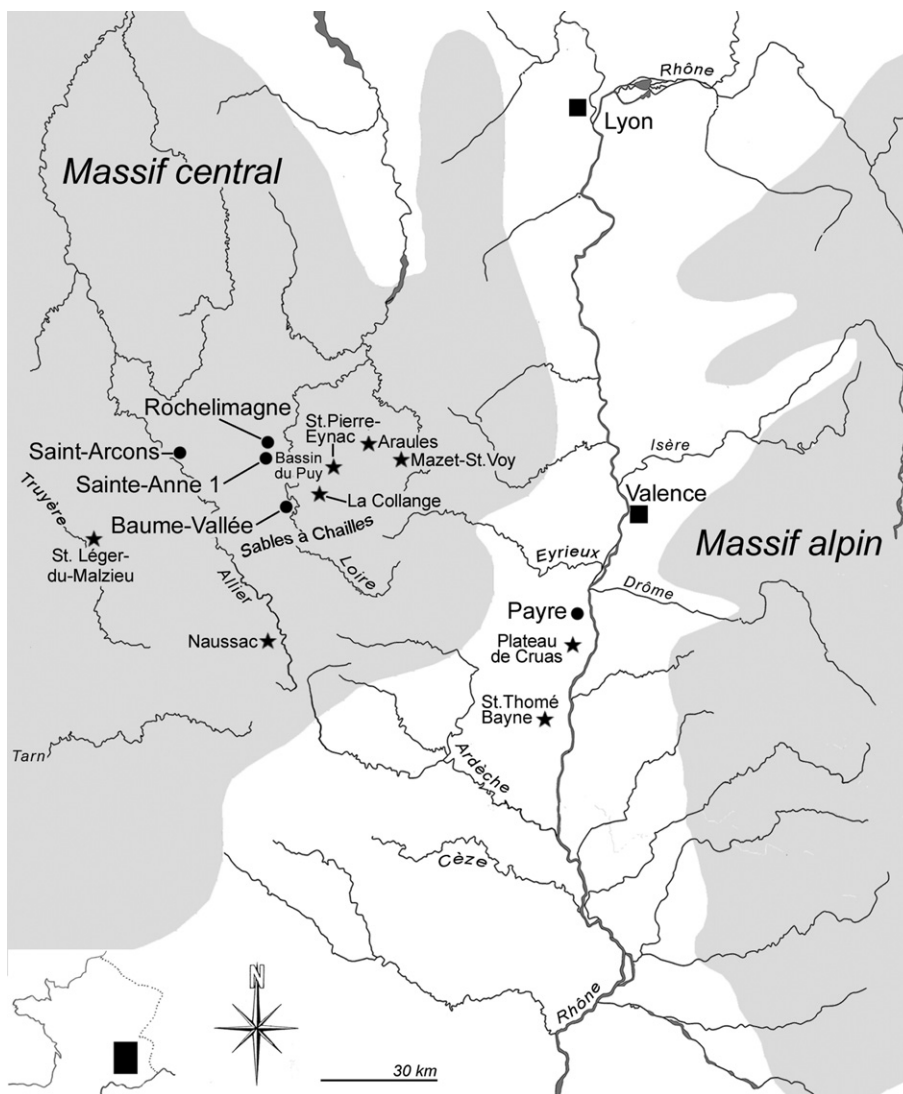 Rhône
Lyon
Massif central
Rochelimagne
St.Pierre-
Eynac
Araules
Saint-Arcons
Bassin
du Puy
Mazet-St.Voy
Isère
Sainte-Anne 1
Truyère
La Collange
Valence
Baume-Vallée
Sables à Chailles
Massif alpin
St. Léger-
du-Malzieu
Allier
Loire
Eyrieux
Drôme
Payre
Naussac
Plateau
de Cruas
St.Thomé
Bayne
Tarn
Ardèche
Cèze
N
Rhône
30 km